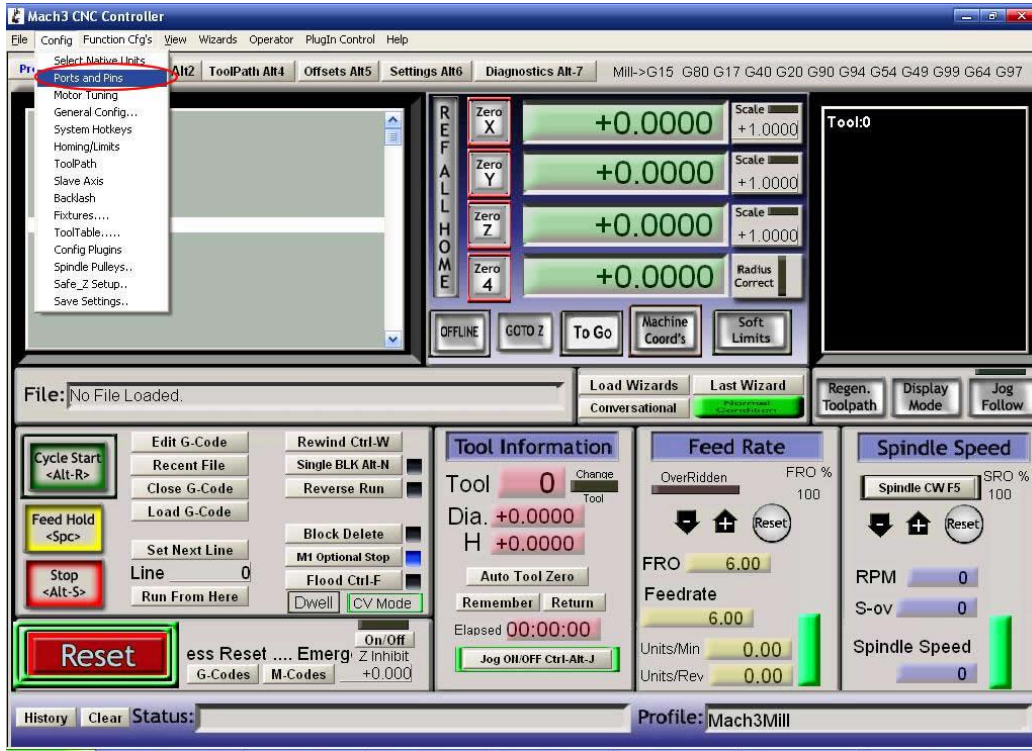 Mach3 CNC Controller
File Config Function Cfg's View Wizards Operator PlugIn Control Help
Select Native Units
Ports and Pins
Motor Tuning
General Config...
System Hotkeys
Homing/Limits
ToolPath
Slave Axis
Backlash
Fixtures....
ToolTable.....
Config Plugins
Spindle Pulleys..
Safe_Z Setup..
Save Settings..
Alt2 ToolPath Alt4 Offsets Alt5 Settings Alt6 Diagnostics Alt-7 Mill->G15 G80 G17 G40 G20 G90 G94 G54 G49 G99 G64 G97
REF ALL HOME
Zero X +0.0000 Scale +1.0000
Zero Y +0.0000 Scale +1.0000
Zero Z +0.0000 Scale +1.0000
Zero 4 +0.0000 Radius Correct
OFFLINE GOTO Z To Go Machine Coord's Soft Limits
Tool:0
File: No File Loaded.
Load Wizards Last Wizard
Conversational Normal Condition
Regen. Toolpath Display Mode Jog Follow
Cycle Start <Alt-R>
Feed Hold <Spc>
Stop <Alt-S>
Edit G-Code Rewind Ctrl-W
Recent File Single BLK Alt-N
Close G-Code Reverse Run
Load G-Code
Block Delete
Set Next Line M1 Optional Stop
Line 0 Flood Ctrl-F
Run From Here Dwell CV Mode
Reset
ess Reset .... Emerg
On/Off
Z Inhibit
G-Codes M-Codes +0.000
Tool Information
Tool 0 Change Tool
Dia. +0.0000
H +0.0000
Auto Tool Zero
Remember Return
Elapsed 00:00:00
Jog ON/OFF Ctrl-Alt-J
Feed Rate
OverRidden FRO %
100
Reset
FRO 6.00
Feedrate
6.00
Units/Min 0.00
Units/Rev 0.00
Spindle Speed
Spindle CW F5 SRO %
100
Reset
RPM 0
S-ov 0
Spindle Speed
0
History Clear Status: Profile: Mach3Mill